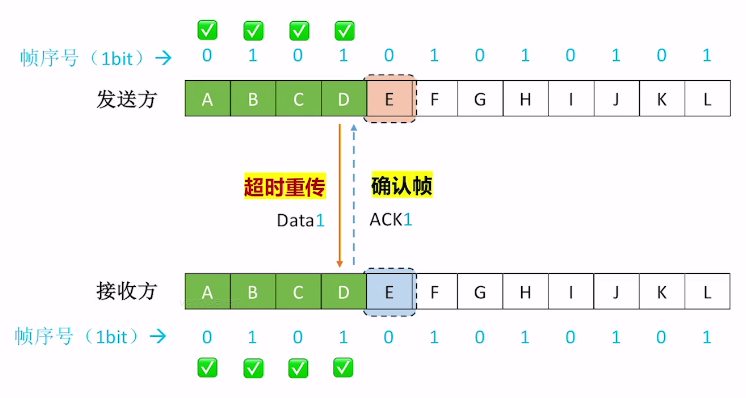 帧序号（1bit）→ 0 1 0 1 0 1 0 1 0 1 0 1
发送方 A B C D E F G H I J K L
超时重传 确认帧
Data1 ACK1
接收方 A B C D E F G H I J K L
帧序号（1bit）→ 0 1 0 1 0 1 0 1 0 1 0 1